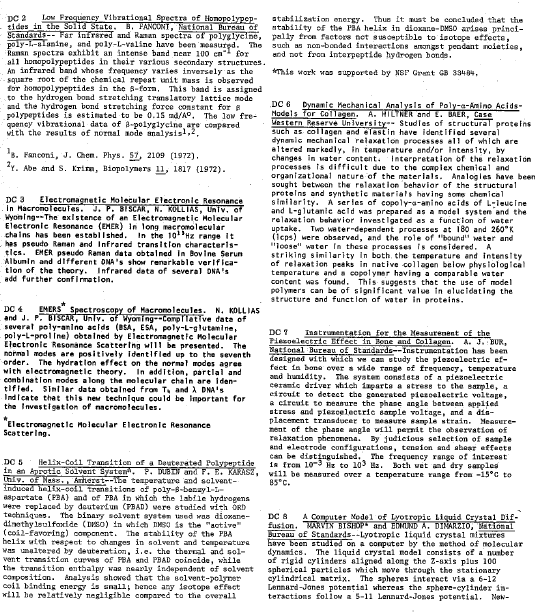 DC 2 Low Frequency Vibrational Spectra of Homopolypep-
tides in the Solid State. B. FANCONI, National Bureau of
Standards-- Far infrared and Raman spectra of polyglycine,
poly-L-alanine, and poly-L-valine have been measured. The
Raman spectra exhibit an intense band near 100 cm-1 for
all homopolypeptides in their various secondary structures.
An infrared band whose frequency varies inversely as the
square root of the chemical repeat unit mass is observed
for homopolypeptides in the β-form. This band is assigned
to the hydrogen bond stretching translatory lattice mode
and the hydrogen bond stretching force constant for β
polypeptides is estimated to be 0.15 md/A°. The low fre-
quency vibrational data of β-polyglycine are compared
with the results of normal mode analysis1,2.
1B. Fanconi, J. Chem. Phys. 57, 2109 (1972).
2Y. Abe and S. Krimm, Biopolymers 11, 1817 (1972).
DC 3 Electromagnetic Molecular Electronic Resonance
in Macromolecules. J. P. BISCAR, N. KOLLIAS, Univ. of
Wyoming--The existence of an Electromagnetic Molecular
Electronic Resonance (EMER) in long macromolecular
chains has been established. In the 1015Hz range it
has pseudo Raman and Infrared transition characteris-
tics. EMER pseudo Raman data obtained in Bovine Serum
Albumin and different DNA's show remarkable verifica-
tion of the theory. Infrared data of several DNA's
add further confirmation.
DC 4 EMERS* Spectroscopy of Macromolecules. N. KOLLIAS
and J. P. BISCAR, Univ. of Wyoming--Compilative data of
several poly-amino acids (BSA, ESA, poly-L-glutamine,
poly-L-proline) obtained by Electromagnetic Molecular
Electronic Resonance Scattering will be presented. The
normal modes are positively identified up to the seventh
order. The hydration effect on the normal modes agree
with electromagnetic theory. In addition, partial and
combination modes along the molecular chain are iden-
tified. Similar data obtained from T4 and λ DNA's
indicate that this new technique could be important for
the investigation of macromolecules.
*Electromagnetic Molecular Electronic Resonance
Scattering.
DC 5 Helix-Coil Transition of a Deuterated Polypeptide
in an Aprotic Solvent System*. P. DUBIN and F. E. KARASZ,
Univ. of Mass., Amherst--The temperature and solvent-
induced helix-coil transitions of poly-β-benzyl-L-
aspartate (PBA) and of PBA in which the labile hydrogens
were replaced by deuterium (PBAD) were studied with ORD
techniques. The binary solvent system used was dioxane-
dimethylsulfoxide (DMSO) in which DMSO is the "active"
(coil-favoring) component. The stability of the PBA
helix with respect to changes in solvent and temperature
was unaltered by deuteration, i.e. the thermal and sol-
vent transition curves of PBA and PBAD coincide, while
the transition enthalpy was nearly independent of solvent
composition. Analysis showed that the solvent-polymer
coil binding energy is small; hence any isotope effect
will be relatively negligible compared to the overall
stabilization energy. Thus it must be concluded that the
stability of the PBA helix in dioxane-DMSO arises princi-
pally from factors not susceptible to isotope effects,
such as non-bonded interactions amongst pendant moieties,
and not from interpeptide hydrogen bonds.
*This work was supported by NSF Grant GB 33484.
DC 6 Dynamic Mechanical Analysis of Poly-α-Amino Acids-
Models for Collagen. A. HILTNER and E. BAER, Case
Western Reserve University-- Studies of structural proteins
such as collagen and elastin have identified several
dynamic mechanical relaxation processes all of which are
altered markedly, in temperature and/or intensity, by
changes in water content. Interpretation of the relaxation
processes is difficult due to the complex chemical and
organizational nature of the materials. Analogies have been
sought between the relaxation behavior of the structural
proteins and synthetic materials having some chemical
similarity. A series of copoly-α-amino acids of L-leucine
and L-glutamic acid was prepared as a model system and the
relaxation behavior investigated as a function of water
uptake. Two water-dependent processes at 180 and 260°K
(1cps) were observed, and the role of "bound" water and
"loose" water in these processes is considered. A
striking similarity in both the temperature and intensity
of relaxation peaks in native collagen below physiological
temperature and a copolymer having a comparable water
content was found. This suggests that the use of model
polymers can be of significant value in elucidating the
structure and function of water in proteins.
DC 7 Instrumentation for the Measurement of the
Piezoelectric Effect in Bone and Collagen. A. J. BUR,
National Bureau of Standards--Instrumentation has been
designed with which we can study the piezoelectric ef-
fect in bone over a wide range of frequency, temperature
and humidity. The system consists of a piezoelectric
ceramic driver which imparts a stress to the sample, a
circuit to detect the generated piezoelectric voltage,
a circuit to measure the phase angle between applied
stress and piezoelectric sample voltage, and a dis-
placement transducer to measure sample strain. Measure-
ment of the phase angle will permit the observation of
relaxation phenomena. By judicious selection of sample
and electrode configurations, tension and shear effects
can be distinguished. The frequency range of interest
is from 10-3 Hz to 103 Hz. Both wet and dry samples
will be measured over a temperature range from -15°C to
85°C.
DC 8 A Computer Model of Lyotropic Liquid Crystal Dif-
fusion. MARVIN BISHOP* and EDMUND A. DIMARZIO, National
Bureau of Standards--Lyotropic liquid crystal mixtures
have been studied on a computer by the method of molecular
dynamics. The liquid crystal model consists of a number
of rigid cylinders aligned along the Z-axis plus 100
spherical particles which move through the stationary
cylindrical matrix. The spheres interact via a 6-12
Lennard-Jones potential whereas the sphere-cylinder in-
teractions follow a 5-11 Lennard-Jones potential. New-